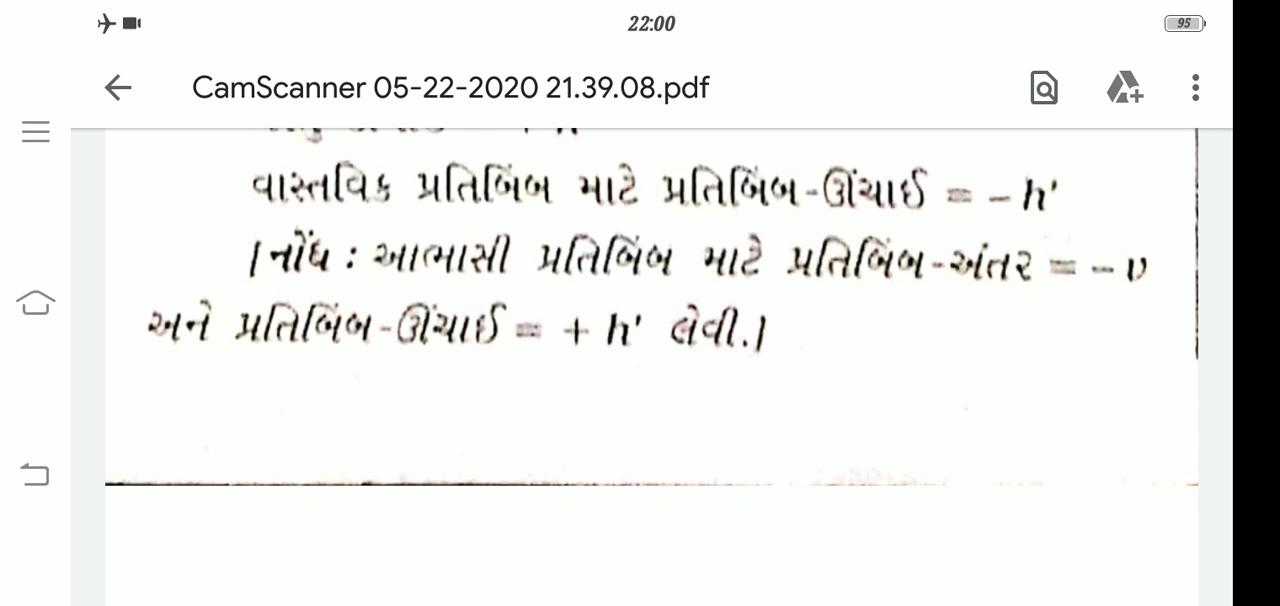 22:00
95
CamScanner 05-22-2020 21.39.08.pdf
વાસ્તવિક પ્રતિબિંબ માટે પ્રતિબિંબ-ઊંચાઈ = - h'
[નોંધ : આભાસી પ્રતિબિંબ માટે પ્રતિબિંબ-અંતર = - v
અને પ્રતિબિંબ-ઊંચાઈ = + h' લેવી.]